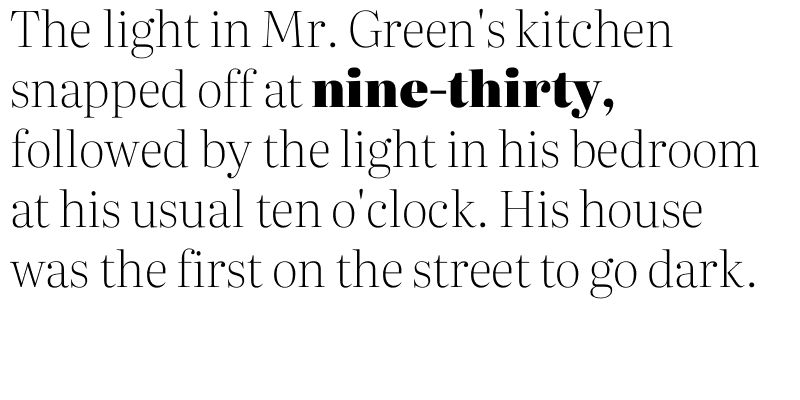 The light in Mr. Green's kitchen
snapped off at nine-thirty,
followed by the light in his bedroom
at his usual ten o'clock. His house
was the first on the street to go dark.